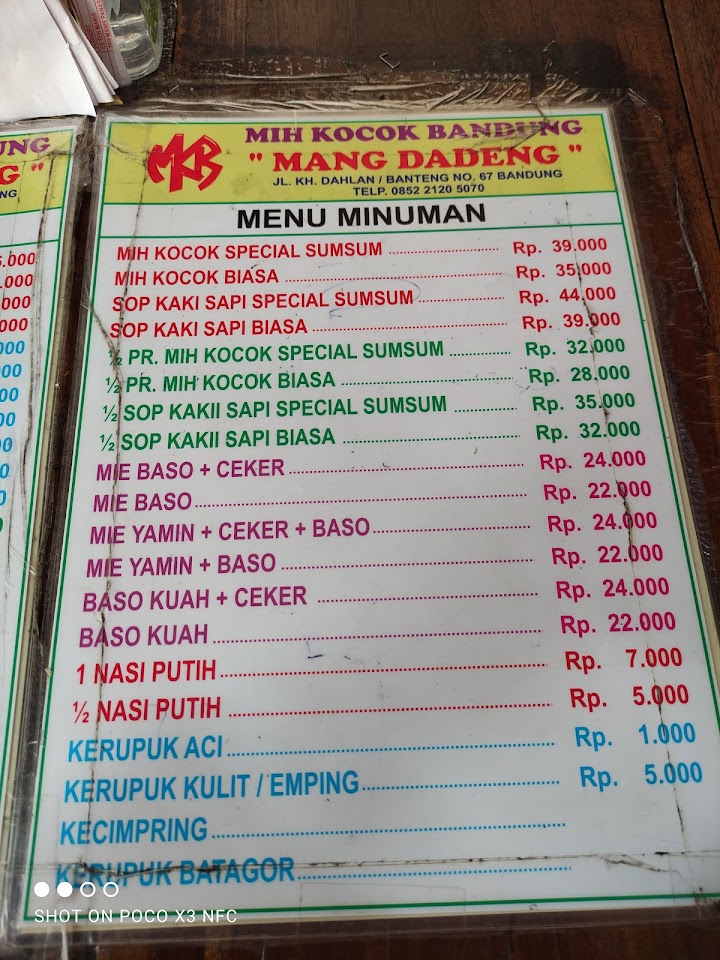 MKB
MIH KOCOK BANDUNG
" MANG DADENG "
JL. KH. DAHLAN / BANTENG NO. 67 BANDUNG
TELP. 0852 2120 5070
MENU MINUMAN
MIH KOCOK SPECIAL SUMSUM Rp. 39.000
MIH KOCOK BIASA Rp. 35.000
SOP KAKI SAPI SPECIAL SUMSUM Rp. 44.000
SOP KAKI SAPI BIASA Rp. 39.000
½ PR. MIH KOCOK SPECIAL SUMSUM Rp. 32.000
½ PR. MIH KOCOK BIASA Rp. 28.000
½ SOP KAKII SAPI SPECIAL SUMSUM Rp. 35.000
½ SOP KAKII SAPI BIASA Rp. 32.000
MIE BASO + CEKER Rp. 24.000
MIE BASO Rp. 22.000
MIE YAMIN + CEKER + BASO Rp. 24.000
MIE YAMIN + BASO Rp. 22.000
BASO KUAH + CEKER Rp. 24.000
BASO KUAH Rp. 22.000
1 NASI PUTIH Rp. 7.000
½ NASI PUTIH Rp. 5.000
KERUPUK ACI Rp. 1.000
KERUPUK KULIT / EMPING Rp. 5.000
KECIMPRING
KERUPUK BATAGOR
SHOT ON POCO X3 NFC